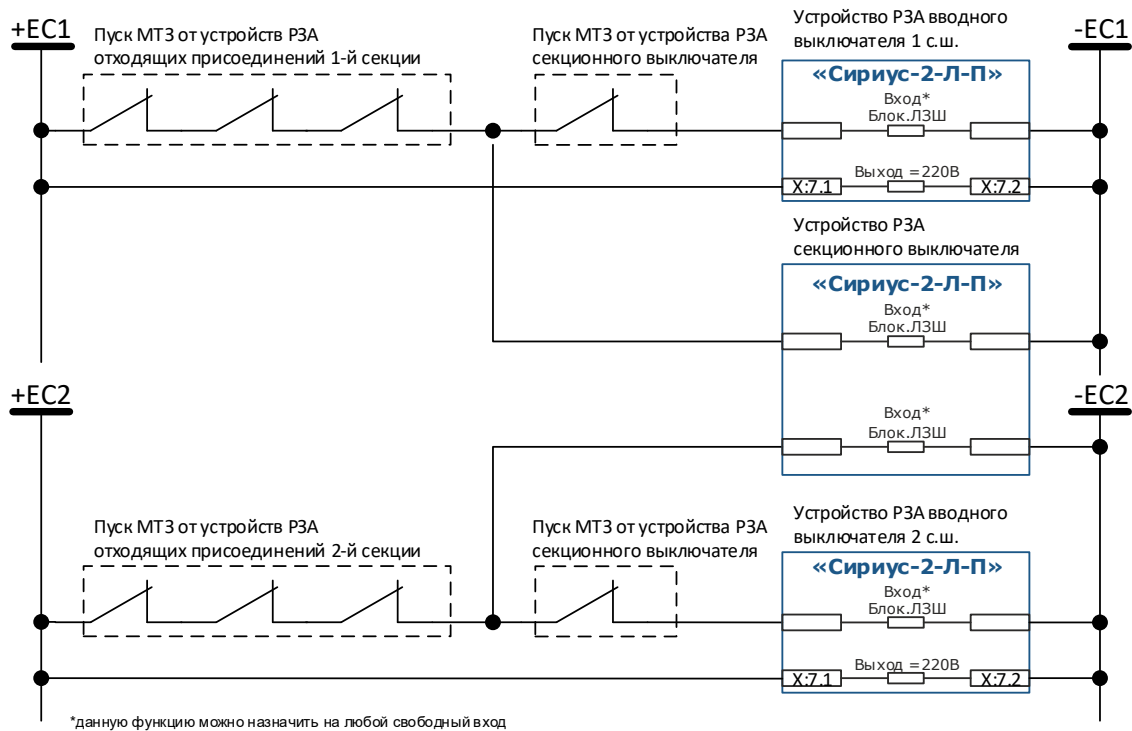 +EC1
Пуск МТЗ от устройств РЗА
отходящих присоединений 1-й секции
Пуск МТЗ от устройства РЗА
секционного выключателя
Устройство РЗА вводного
выключателя 1 с.ш.
-EC1
«Сириус-2-Л-П»
Вход*
Блок.ЛЗШ
Выход =220В
X:7.1
X:7.2
Устройство РЗА
секционного выключателя
«Сириус-2-Л-П»
Вход*
Блок.ЛЗШ
+EC2
-EC2
Вход*
Блок.ЛЗШ
Пуск МТЗ от устройств РЗА
отходящих присоединений 2-й секции
Пуск МТЗ от устройства РЗА
секционного выключателя
Устройство РЗА вводного
выключателя 2 с.ш.
«Сириус-2-Л-П»
Вход*
Блок.ЛЗШ
Выход =220В
X:7.1
X:7.2
*данную функцию можно назначить на любой свободный вход